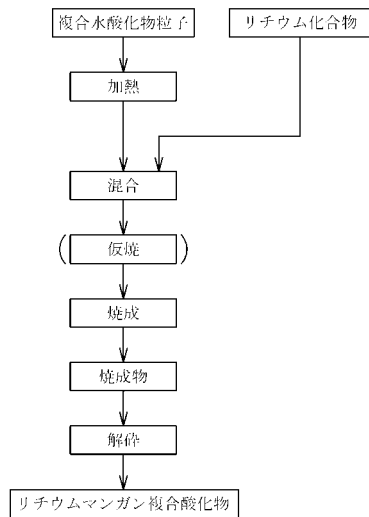 複合水酸化物粒子
リチウム化合物
加熱
混合
(仮焼)
焼成
焼成物
解砕
リチウムマンガン複合酸化物